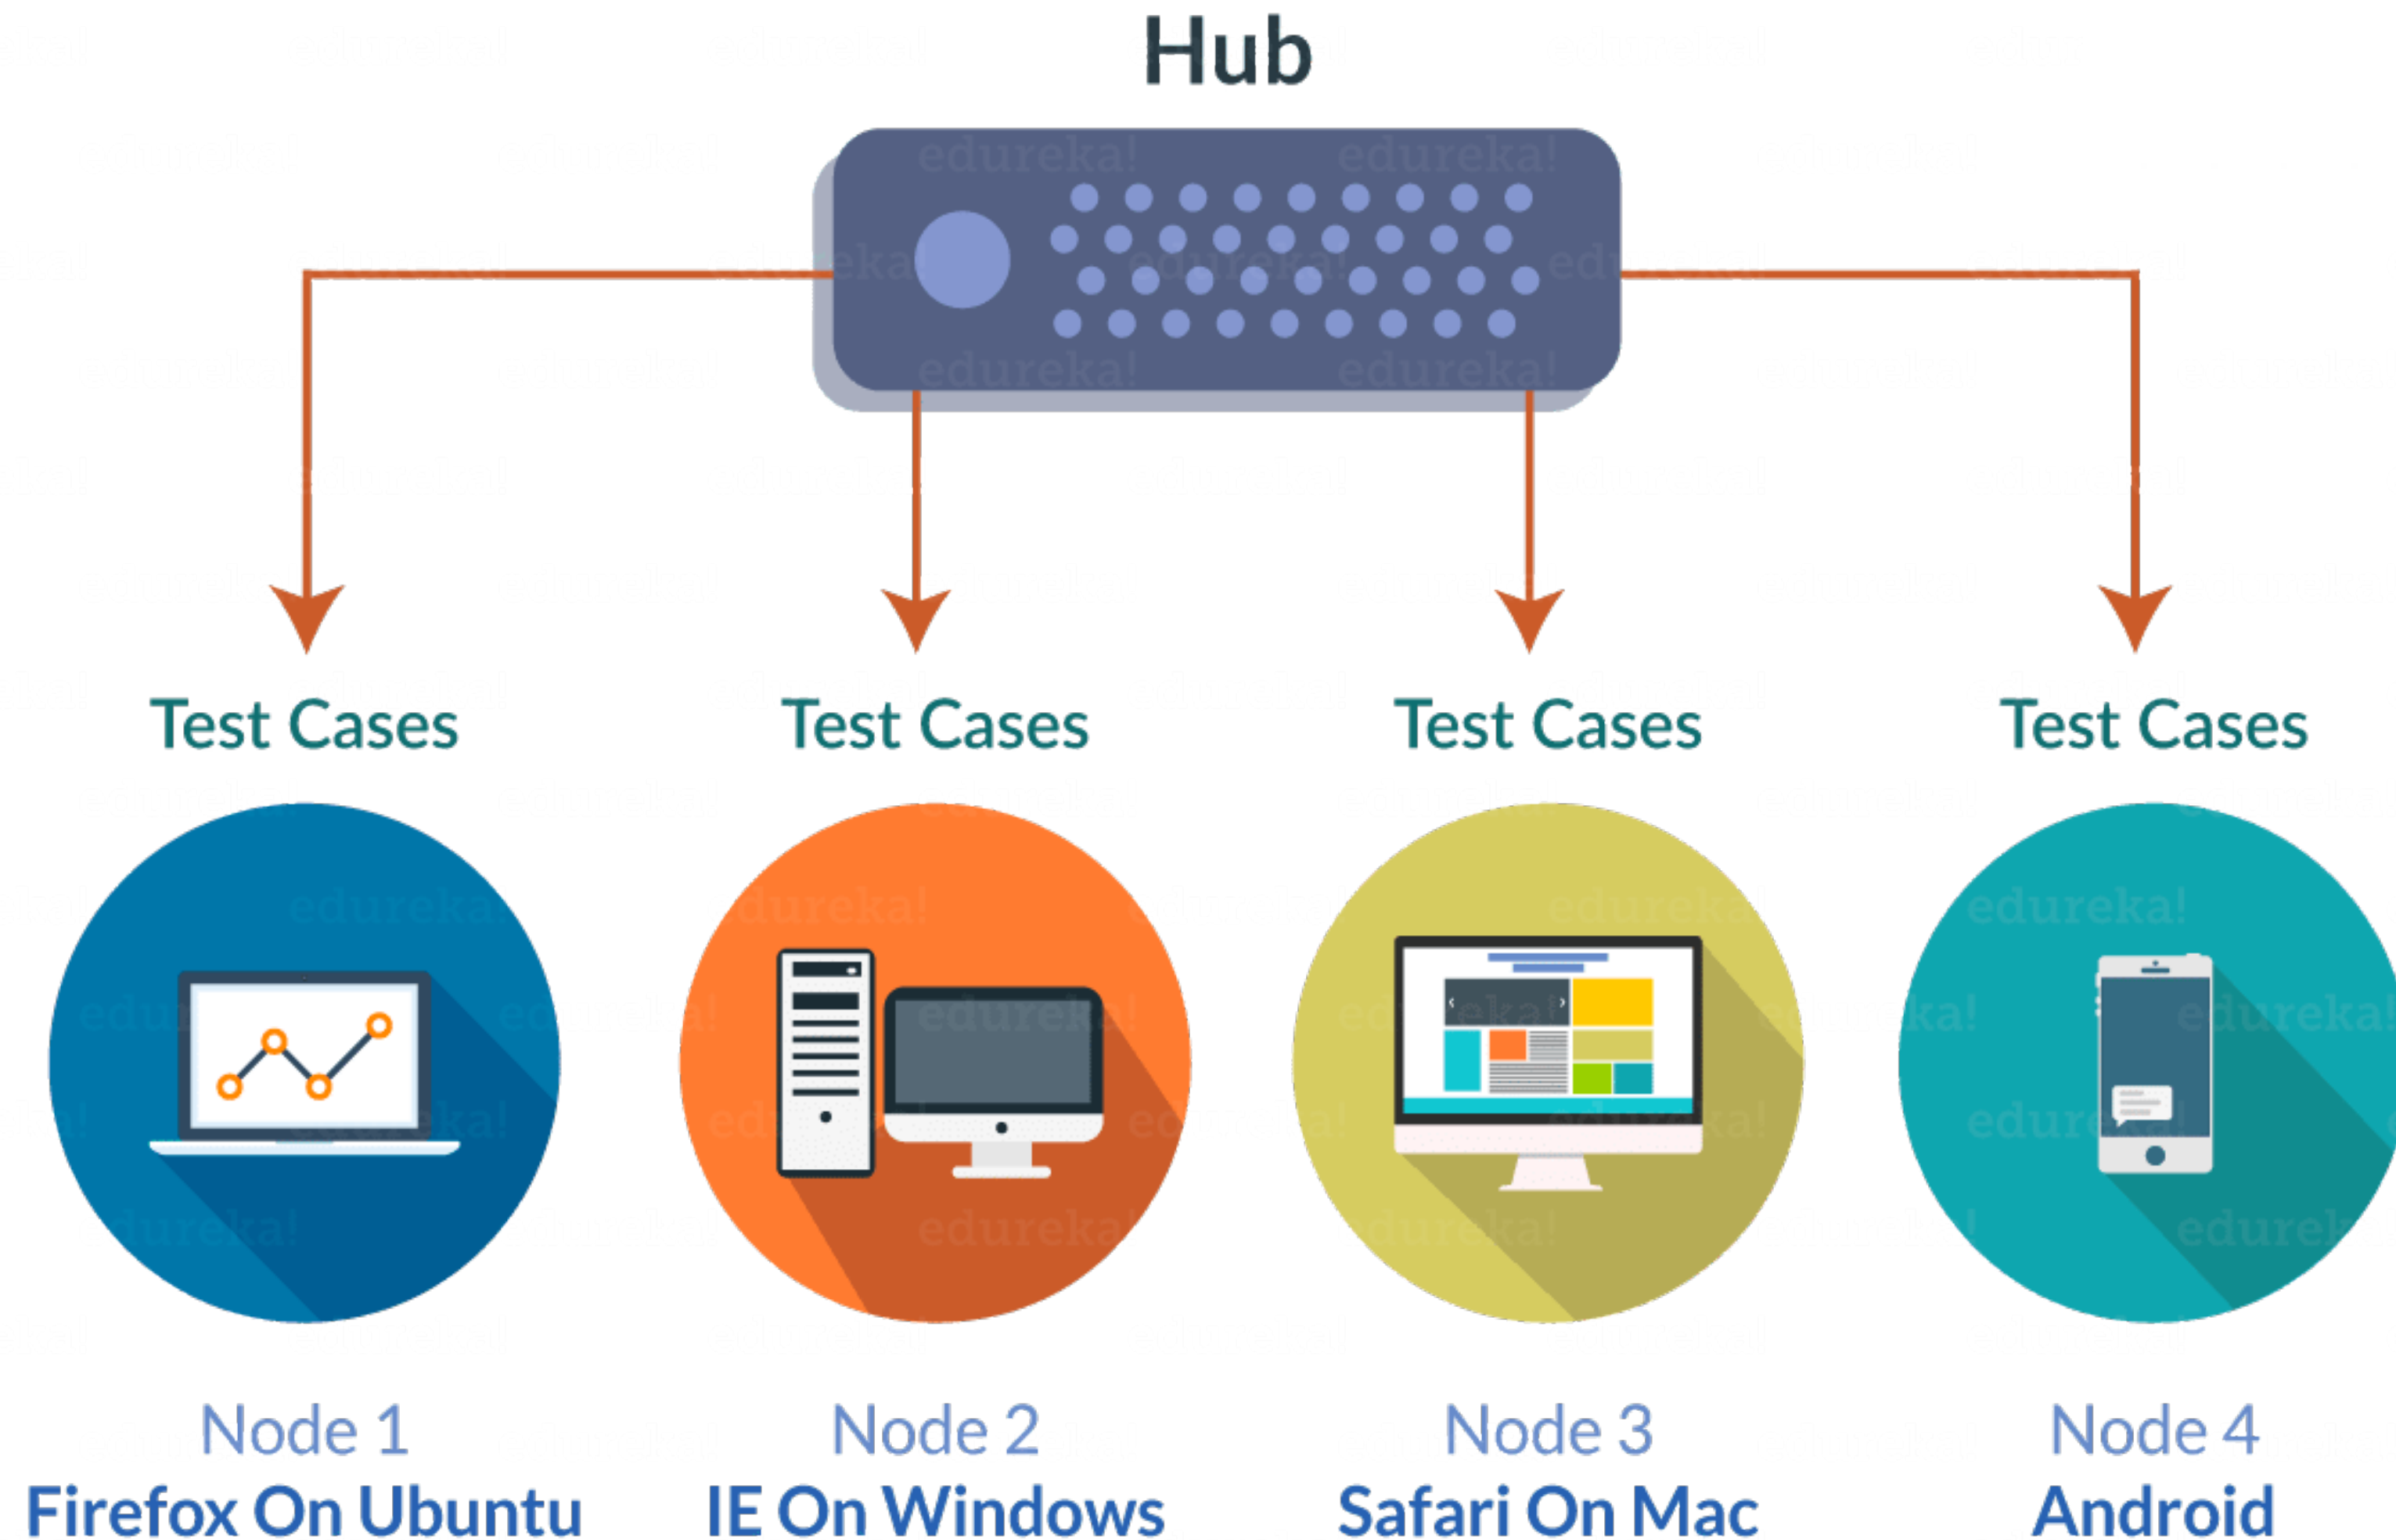 Hub
Test Cases
Test Cases
Test Cases
Test Cases
Node 1
Firefox On Ubuntu
Node 2
IE On Windows
Node 3
Safari On Mac
Node 4
Android
edureka!